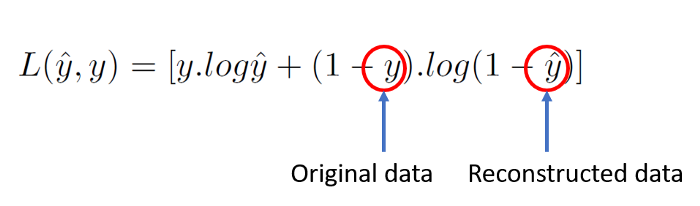 L(ŷ, y) = [y.logŷ + (1 − y).log(1 − ŷ)]
Original data Reconstructed data